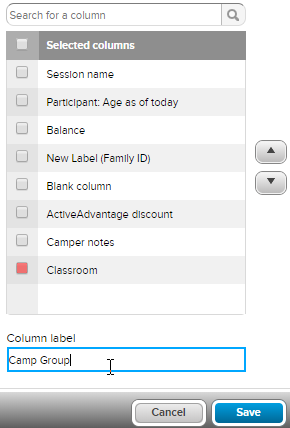 Search for a column
Selected columns
Session name
Participant: Age as of today
Balance
New Label (Family ID)
Blank column
ActiveAdvantage discount
Camper notes
Classroom
Column label
Camp Group
Cancel
Save